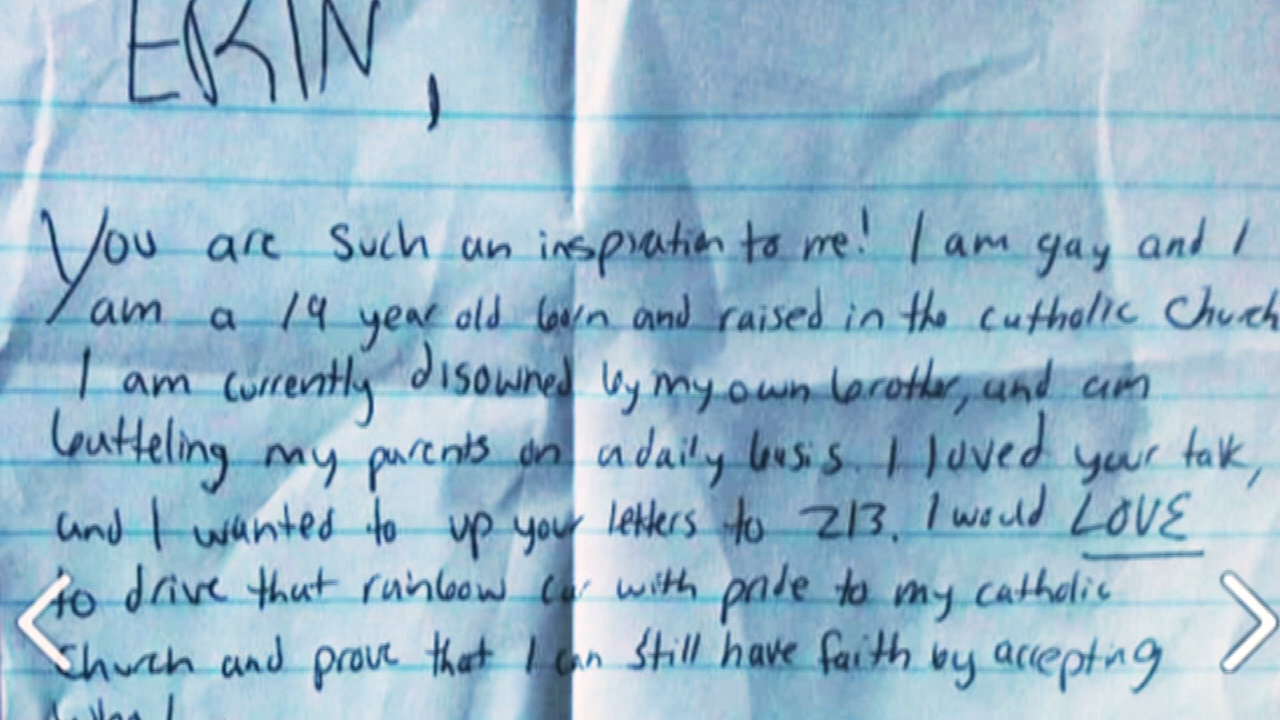 ERIN,
You are such an inspiration to me! I am gay and I
am a 19 year old born and raised in the catholic Church
I am currently disowned by my own brother, and am
butteling my parents on a daily basis. I loved your talk,
and I wanted to up your letters to 213. I would LOVE
to drive that rainbow car with pride to my catholic
Church and prove that I can still have faith by accepting